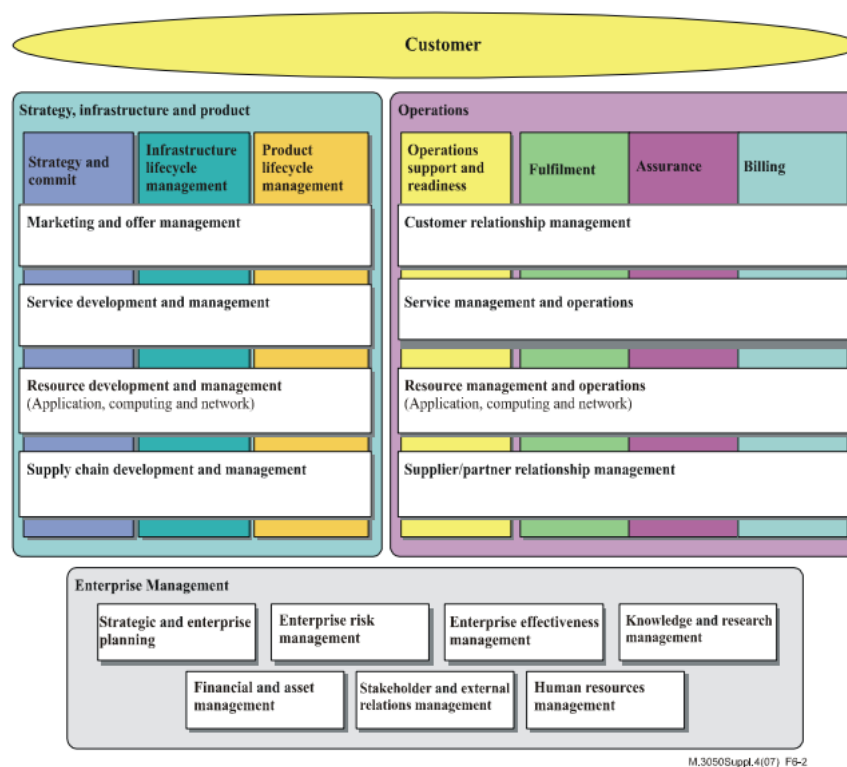 Customer
Strategy, infrastructure and product
Strategy and
commit
Infrastructure
lifecycle
management
Product
lifecycle
management
Marketing and offer management
Service development and management
Resource development and management
(Application, computing and network)
Supply chain development and management
Operations
Operations
support and
readiness
Fulfilment
Assurance
Billing
Customer relationship management
Service management and operations
Resource management and operations
(Application, computing and network)
Supplier/partner relationship management
Enterprise Management
Strategic and enterprise
planning
Enterprise risk
management
Enterprise effectiveness
management
Knowledge and research
management
Financial and asset
management
Stakeholder and external
relations management
Human resources
management
M.3050Suppl.4(07)_F6-2